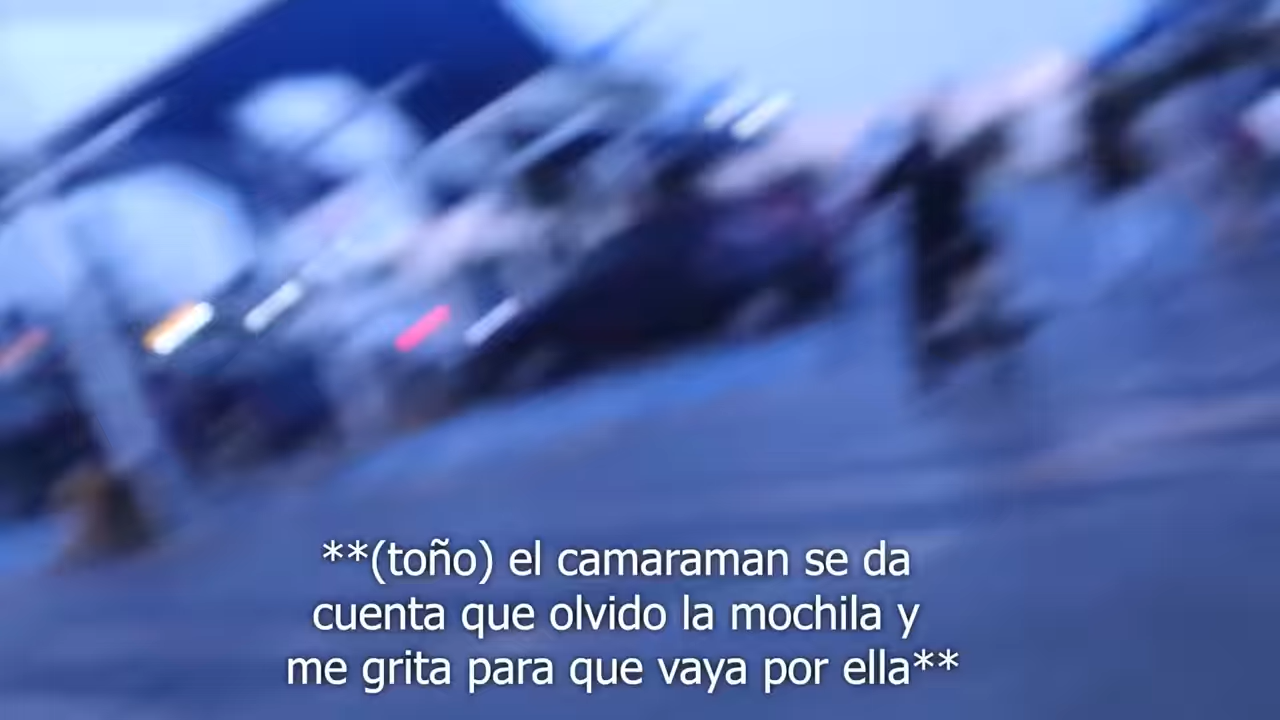 **(toño) el camaraman se da
cuenta que olvido la mochila y
me grita para que vaya por ella**